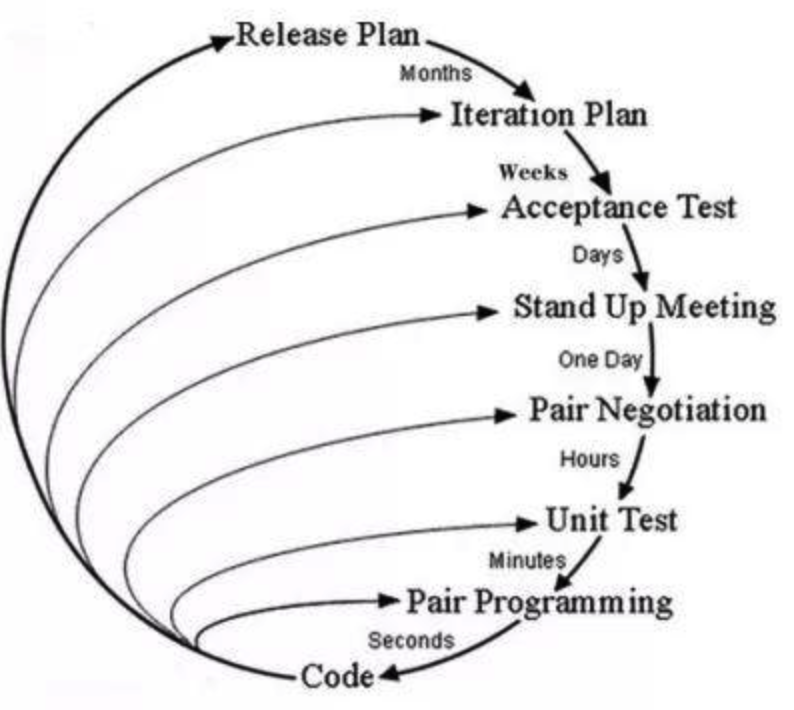 Release Plan
Months
Iteration Plan
Weeks
Acceptance Test
Days
Stand Up Meeting
One Day
Pair Negotiation
Hours
Unit Test
Minutes
Pair Programming
Seconds
Code